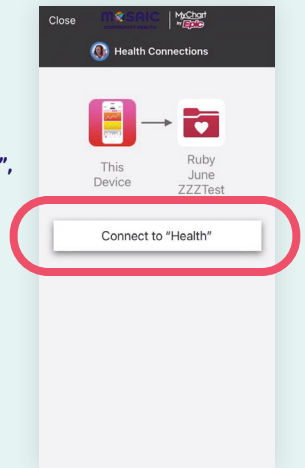 Close
MOSAIC
MyChart
by Epic
Health Connections
",
This
Device
Ruby
June
ZZZTest
Connect to “Health”